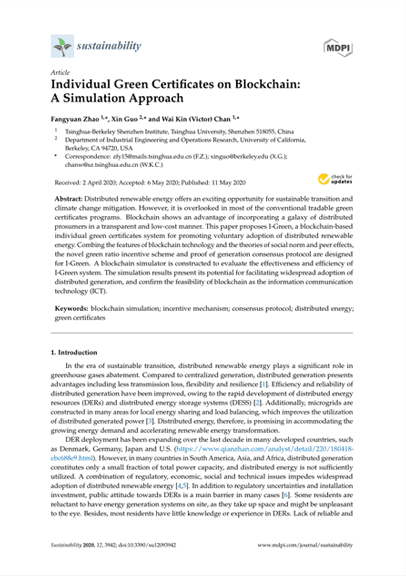 sustainability
MDPI
Article
Individual Green Certificates on Blockchain:
A Simulation Approach
Fangyuan Zhao 1,*, Xin Guo 2,* and Wai Kin (Victor) Chan 1,*
1 Tsinghua-Berkeley Shenzhen Institute, Tsinghua University, Shenzhen 518055, China
2 Department of Industrial Engineering and Operations Research, University of California,
Berkeley, CA 94720, USA
* Correspondence: zfy15@mails.tsinghua.edu.cn (F.Z.); xinguo@berkeley.edu (X.G.);
chanw@sz.tsinghua.edu.cn (W.K.C.)
Received: 2 April 2020; Accepted: 6 May 2020; Published: 11 May 2020
check for
updates
Abstract: Distributed renewable energy offers an exciting opportunity for sustainable transition and
climate change mitigation. However, it is overlooked in most of the conventional tradable green
certificates programs. Blockchain shows an advantage of incorporating a galaxy of distributed
prosumers in a transparent and low-cost manner. This paper proposes I-Green, a blockchain-based
individual green certificates system for promoting voluntary adoption of distributed renewable
energy. Combing the features of blockchain technology and the theories of social norm and peer effects,
the novel green ratio incentive scheme and proof of generation consensus protocol are designed
for I-Green. A blockchain simulator is constructed to evaluate the effectiveness and efficiency of
I-Green system. The simulation results present its potential for facilitating widespread adoption of
distributed generation, and confirm the feasibility of blockchain as the information communication
technology (ICT).
Keywords: blockchain simulation; incentive mechanism; consensus protocol; distributed energy;
green certificates
1. Introduction
In the era of sustainable transition, distributed renewable energy plays a significant role in
greenhouse gases abatement. Compared to centralized generation, distributed generation presents
advantages including less transmission loss, flexibility and resilience [1]. Efficiency and reliability of
distributed generation have been improved, owing to the rapid development of distributed energy
resources (DERs) and distributed energy storage systems (DESS) [2]. Additionally, microgrids are
constructed in many areas for local energy sharing and load balancing, which improves the utilization
of distributed generated power [3]. Distributed energy, therefore, is promising in accommodating the
growing energy demand and accelerating renewable energy transformation.
DER deployment has been expanding over the last decade in many developed countries, such
as Denmark, Germany, Japan and U.S. (https://www.qianzhan.com/analyst/detail/220/180418-
However, in many countries in South America, Asia, and Africa, distributed generation
constitutes only a small fraction of total power capacity, and distributed energy is not sufficiently
utilized. A combination of regulatory, economic, social and technical issues impedes widespread
adoption of distributed renewable energy [4,5]. In addition to regulatory uncertainties and installation
investment, public attitude towards DERs is a main barrier in many cases [6]. Some residents are
reluctant to have energy generation systems on site, as they take up space and might be unpleasant
to the eye. Besides, most residents have little knowledge or experience in DERs. Lack of reliable and
Sustainability 2020, 12, 3942; doi:10.3390/su12093942
www.mdpi.com/journal/sustainability